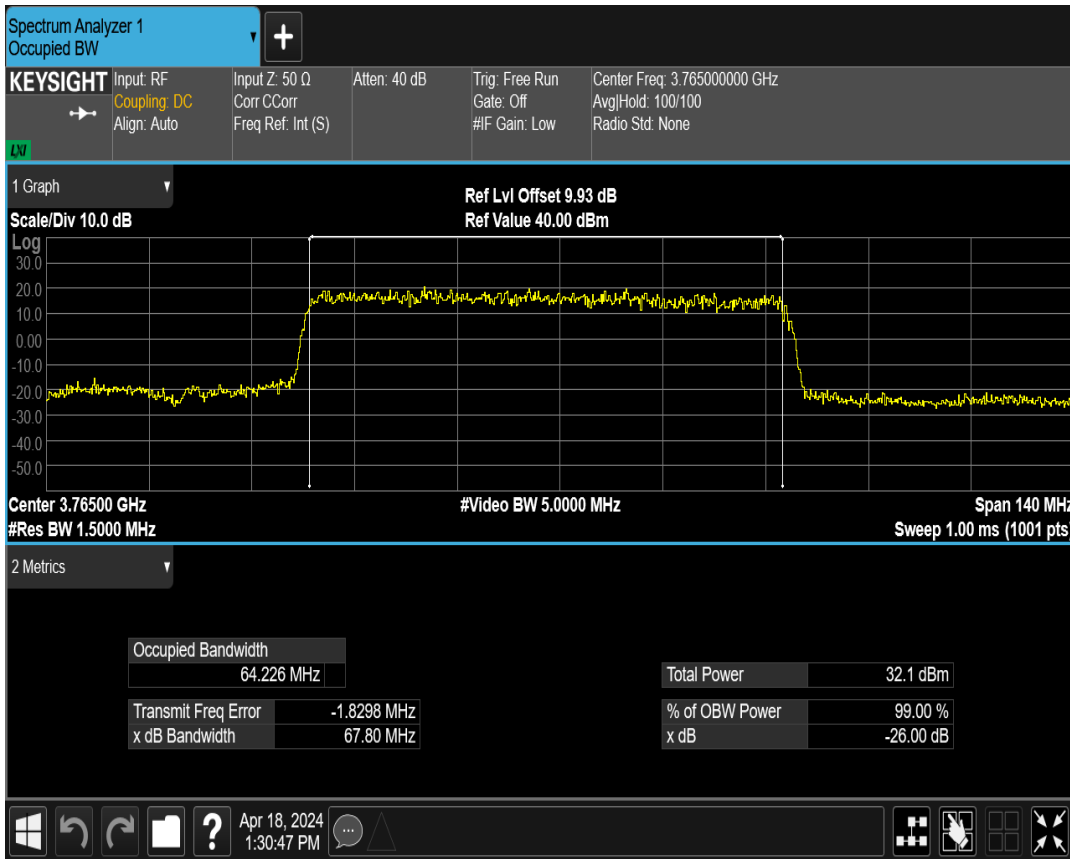 Spectrum Analyzer 1
Occupied BW
+
KEYSIGHT
LXI
Input: RF
Coupling: DC
Align: Auto
Input Z: 50 Ω
Corr CCorr
Freq Ref: Int (S)
Atten: 40 dB
Trig: Free Run
Gate: Off
#IF Gain: Low
Center Freq: 3.765000000 GHz
Avg|Hold: 100/100
Radio Std: None
1 Graph
Scale/Div 10.0 dB
Ref Lvl Offset 9.93 dB
Ref Value 40.00 dBm
Log
30.0
20.0
10.0
0.00
-10.0
-20.0
-30.0
-40.0
-50.0
Center 3.76500 GHz
#Res BW 1.5000 MHz
#Video BW 5.0000 MHz
Span 140 MHz
Sweep 1.00 ms (1001 pts)
2 Metrics
Occupied Bandwidth
64.226 MHz
Transmit Freq Error -1.8298 MHz
x dB Bandwidth 67.80 MHz
Total Power 32.1 dBm
% of OBW Power 99.00 %
x dB -26.00 dB
?
Apr 18, 2024
1:30:47 PM